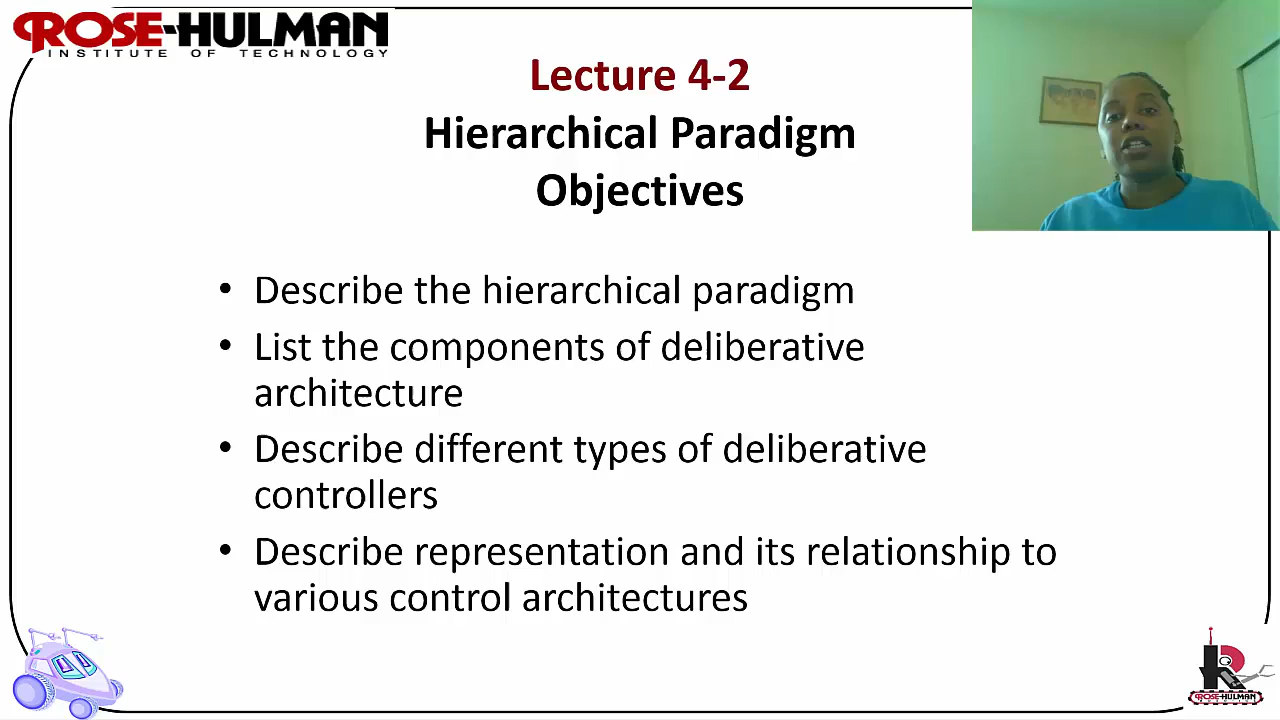 ROSE-HULMAN
INSTITUTE OF TECHNOLOGY
Lecture 4-2
Hierarchical Paradigm
Objectives
• Describe the hierarchical paradigm
• List the components of deliberative
architecture
• Describe different types of deliberative
controllers
• Describe representation and its relationship to
various control architectures
R
ROSE-HULMAN